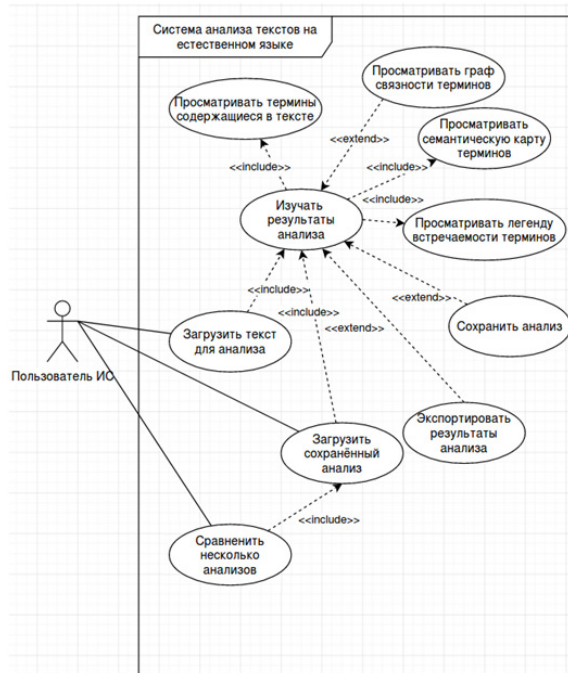 Система анализа текстов на
естественном языке
Просматривать граф
связности терминов
Просматривать термины
содержащиеся в тексте
<<extend>>
Просматривать
семантическую карту
терминов
<<include>>
<<include>>
Изучать
результаты
анализа
<<include>>
Просматривать легенду
встречаемости терминов
<<include>>
<<extend>>
<<include>>
<<extend>>
Сохранить анализ
Загрузить текст
для анализа
Пользователь ИС
Экспортировать
результаты
анализа
Загрузить
сохранённый
анализ
<<include>>
Сравненить
несколько
анализов